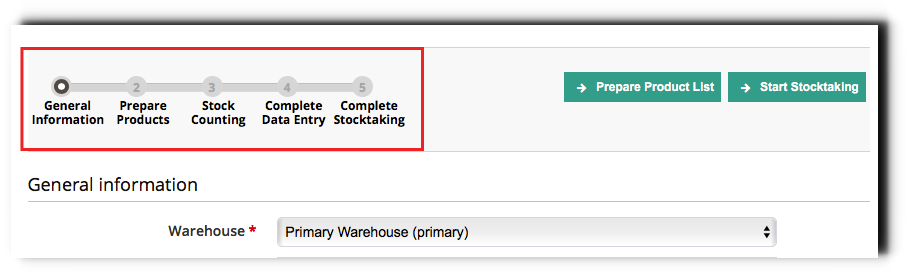 2 3 4 5
General Information
Prepare Products
Stock Counting
Complete Data Entry
Complete Stocktaking
➔ Prepare Product List
➔ Start Stocktaking
General information
Warehouse *
Primary Warehouse (primary)